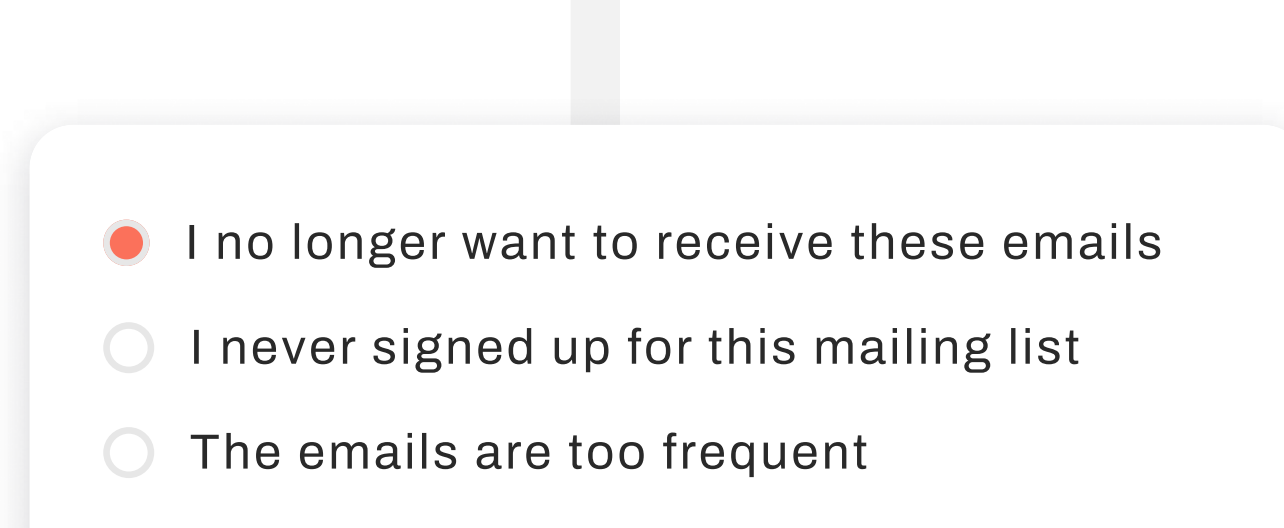 I no longer want to receive these emails
I never signed up for this mailing list
The emails are too frequent